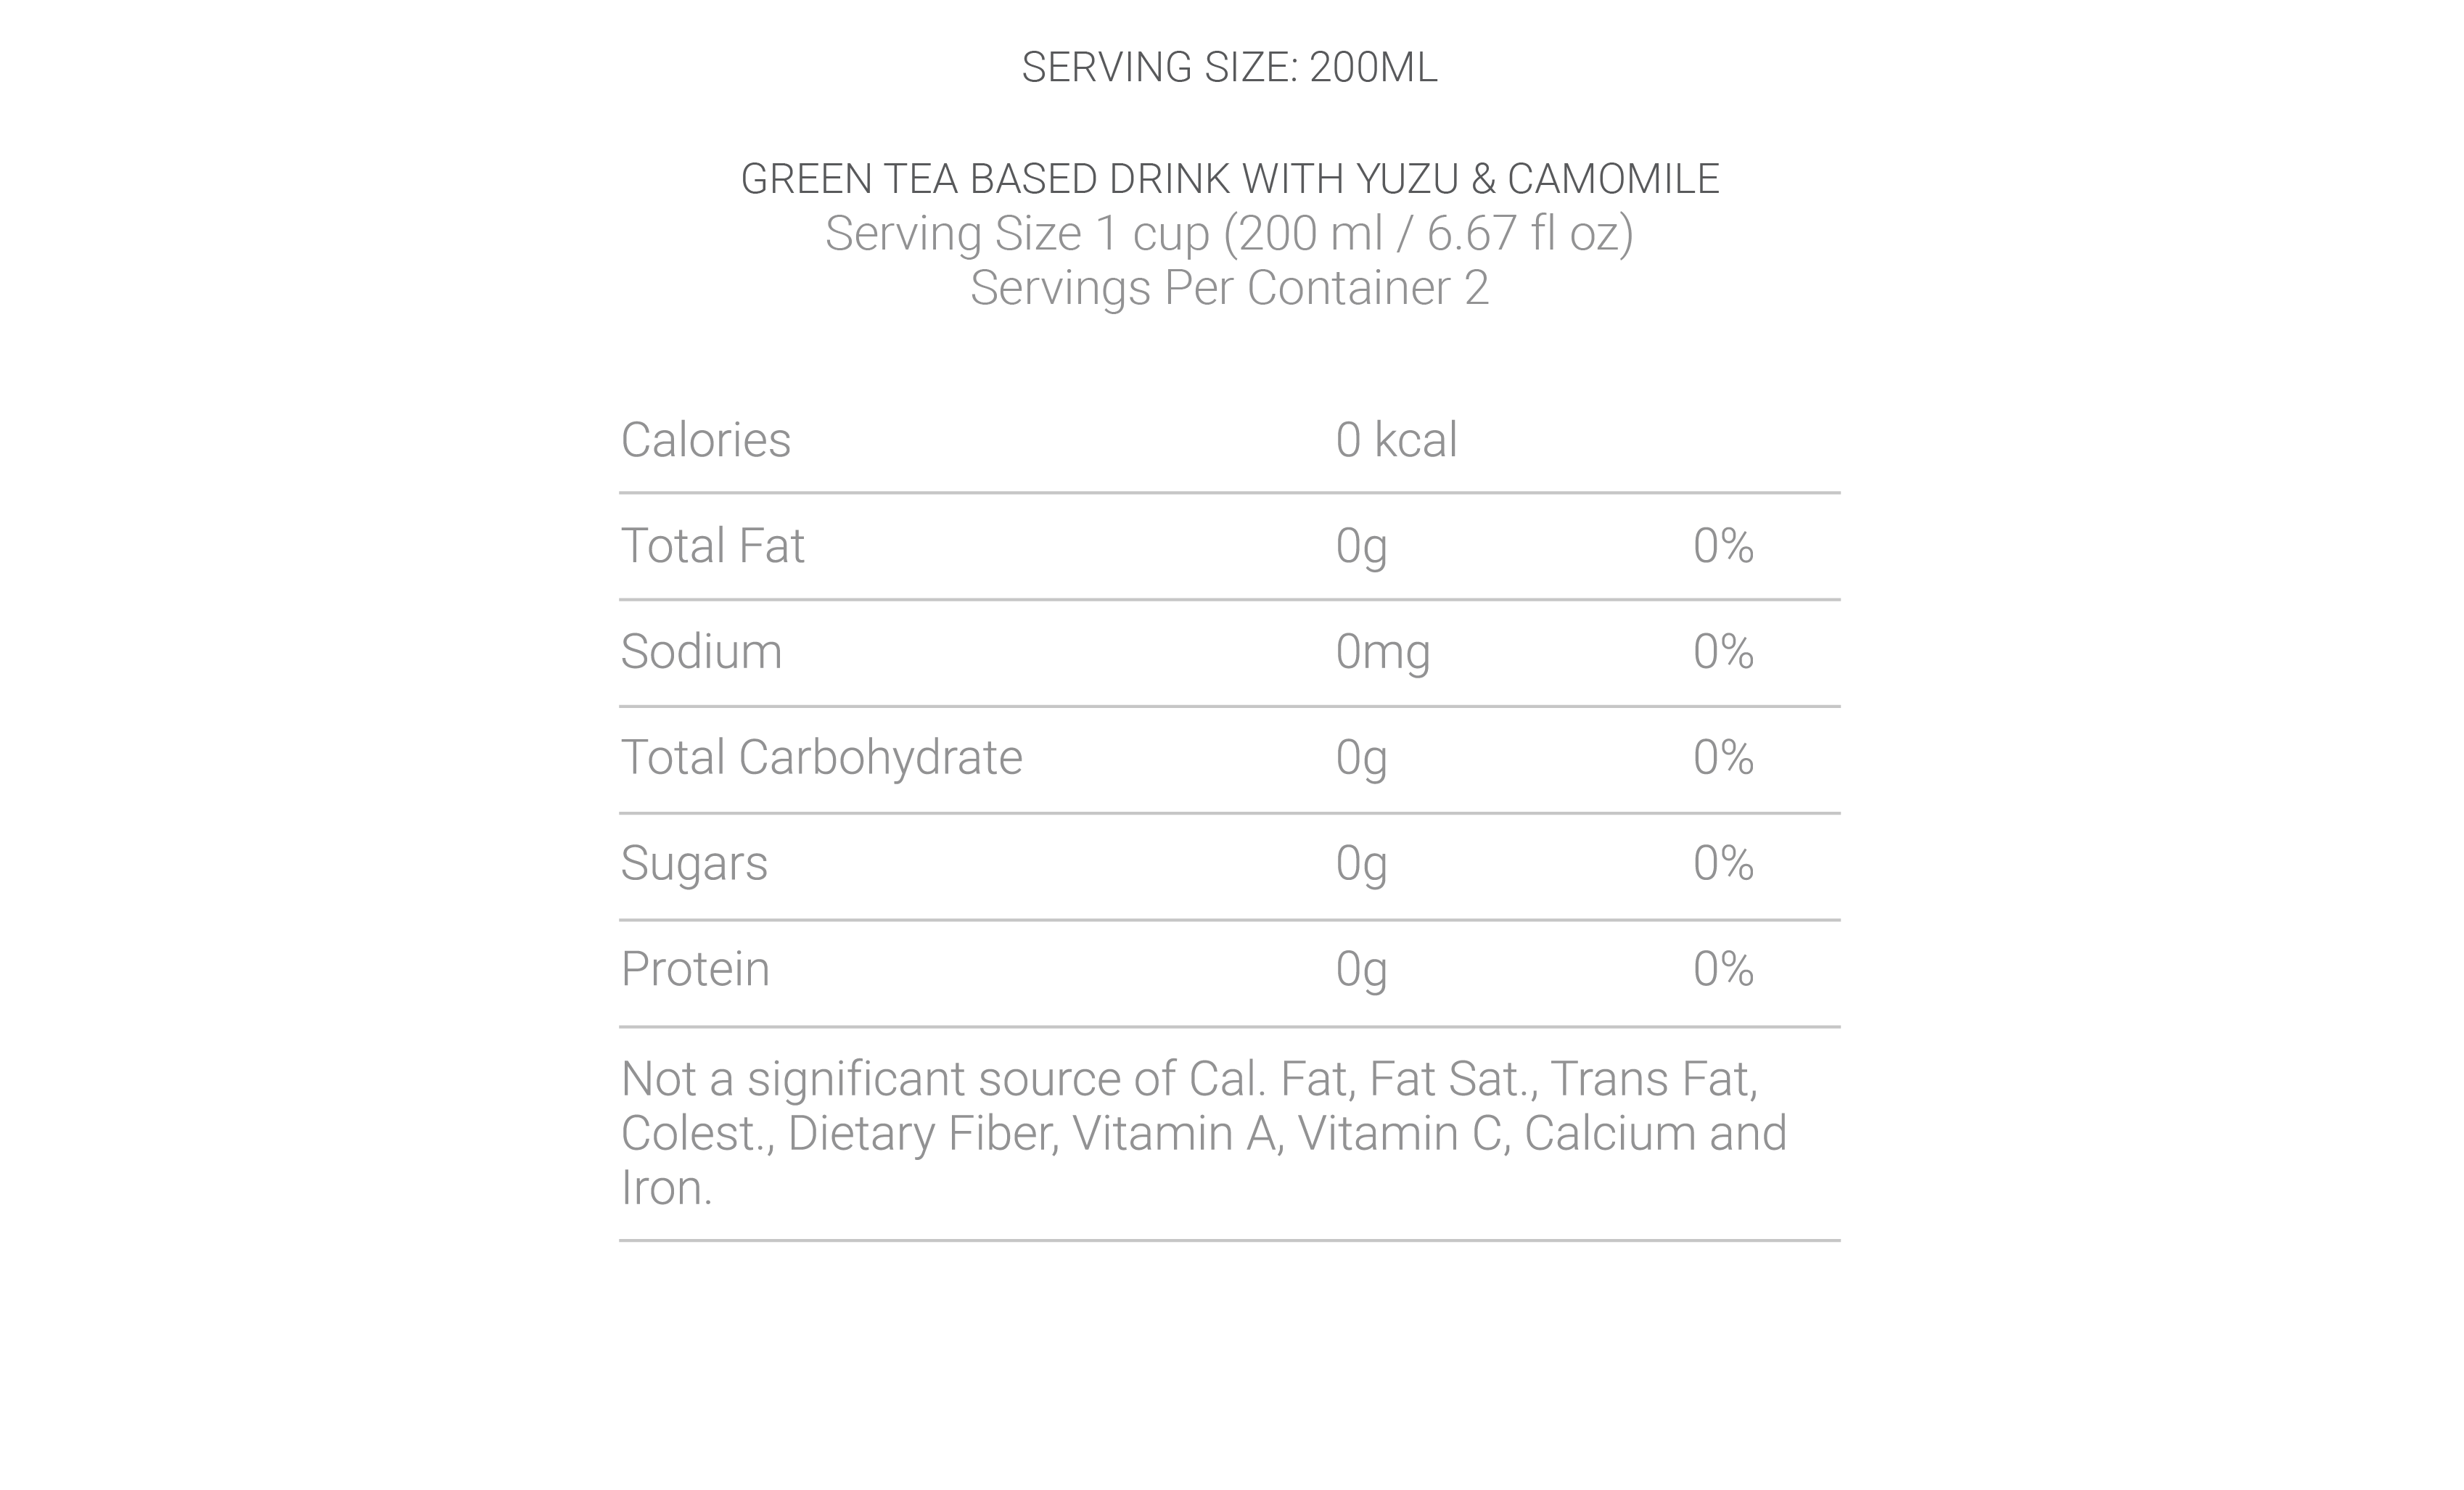 SERVING SIZE: 200ML
GREEN TEA BASED DRINK WITH YUZU & CAMOMILE
Serving Size 1 cup (200 ml / 6.67 fl oz)
Servings Per Container 2
Calories 0 kcal
Total Fat 0g 0%
Sodium 0mg 0%
Total Carbohydrate 0g 0%
Sugars 0g 0%
Protein 0g 0%
Not a significant source of Cal. Fat, Fat Sat., Trans Fat,
Colest., Dietary Fiber, Vitamin A,Vitamin C, Calcium and
Iron.